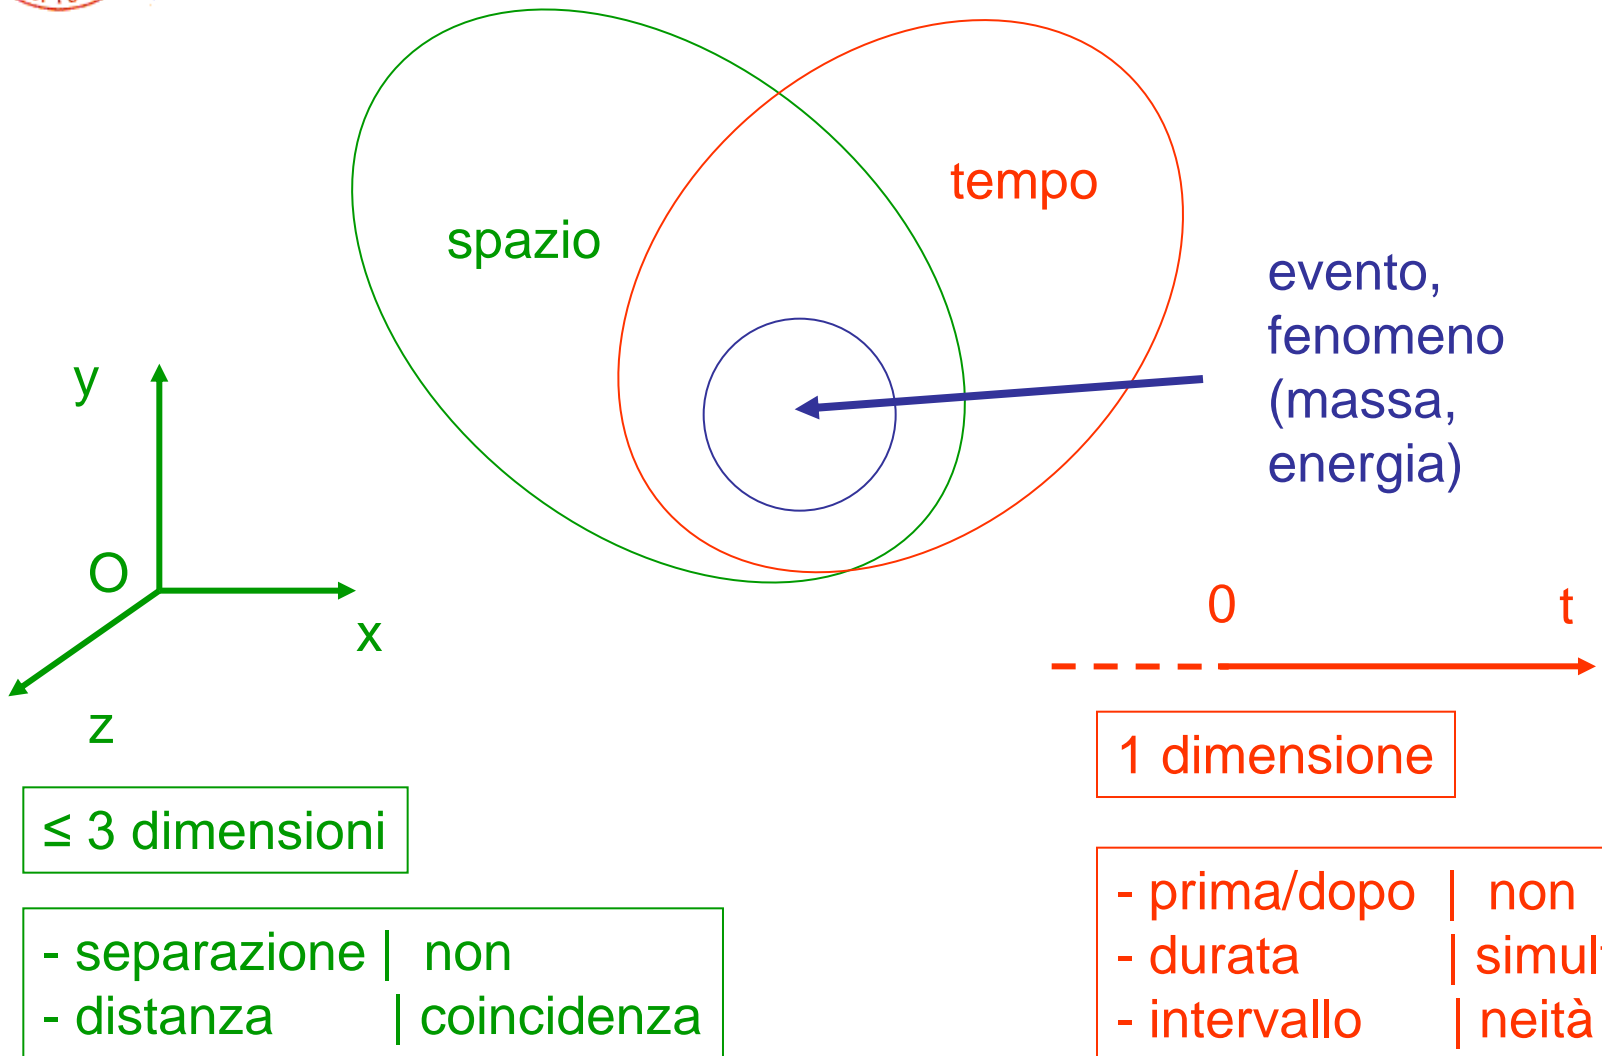 tempo
spazio
evento,
fenomeno
(massa,
energia)
y
O
x
z
0
t
1 dimensione
≤ 3 dimensioni
- prima/dopo | non
- durata | simul
- intervallo | neità
- separazione | non
- distanza | coincidenza